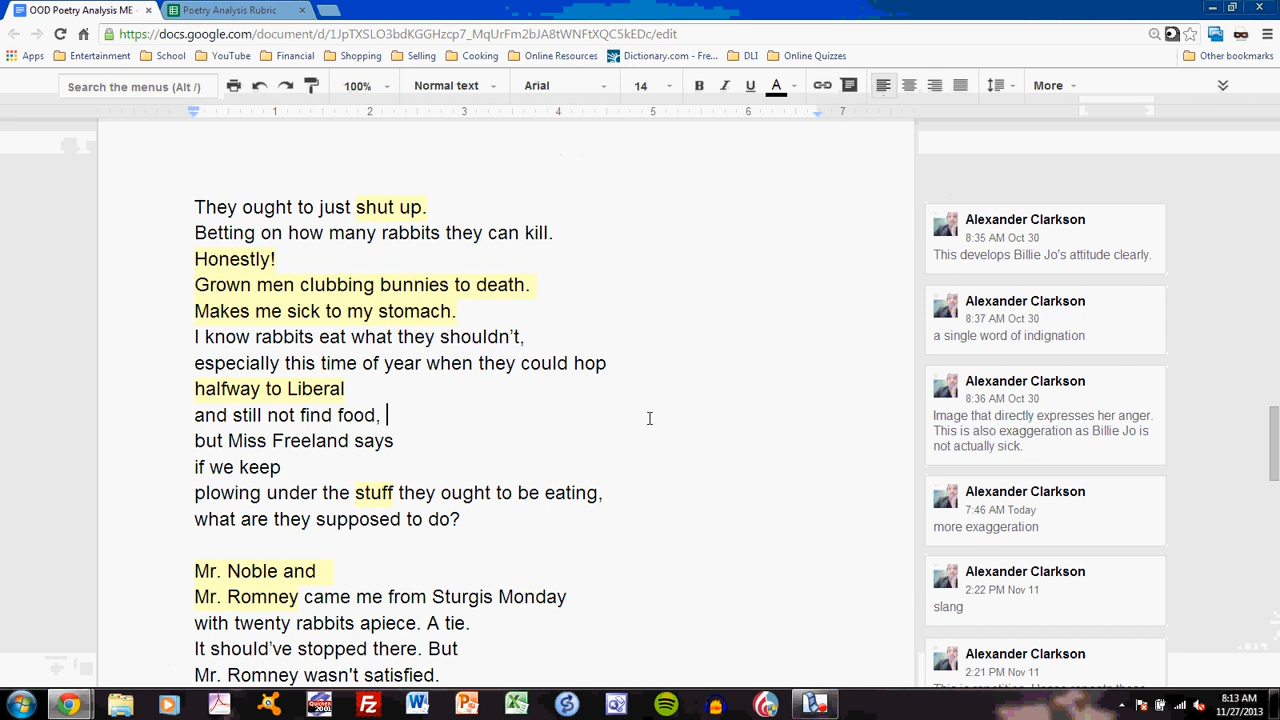 OOD Poetry Analysis ME -
Poetry Analysis Rubric
https://docs.google.com/document/d/1JpTXSLO3bdKGGHzcp7_MqUrFm2bJA8tWNFtXQC5kEDc/edit
Apps Entertainment School YouTube Financial Shopping Selling Cooking Online Resources Dictionary.com - Fre... DLI Online Quizzes Other bookmarks
Search the menus (Alt /) 100% Normal text Arial 14 B I U A More
1 2 3 4 5 6 7
They ought to just shut up.
Betting on how many rabbits they can kill.
Honestly!
Grown men clubbing bunnies to death.
Makes me sick to my stomach.
I know rabbits eat what they shouldn't,
especially this time of year when they could hop
halfway to Liberal
and still not find food,
but Miss Freeland says
if we keep
plowing under the stuff they ought to be eating,
what are they supposed to do?
Mr. Noble and
Mr. Romney came me from Sturgis Monday
with twenty rabbits apiece. A tie.
It should've stopped there. But
Mr. Romney wasn't satisfied.
Alexander Clarkson
8:35 AM Oct 30
This develops Billie Jo's attitude clearly.
Alexander Clarkson
8:37 AM Oct 30
a single word of indignation
Alexander Clarkson
8:36 AM Oct 30
Image that directly expresses her anger.
This is also exaggeration as Billie Jo is
not actually sick.
Alexander Clarkson
7:46 AM Today
more exaggeration
Alexander Clarkson
2:22 PM Nov 11
slang
Alexander Clarkson
2:21 PM Nov 11
8:13 AM
11/27/2013